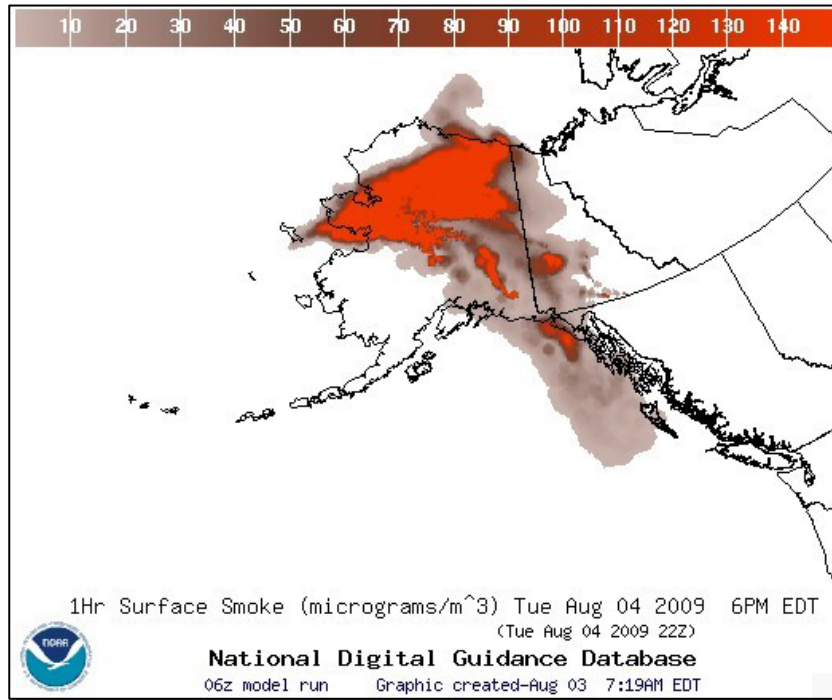 10 20 30 40 50 60 70 80 90 100 110 120 130 140
1Hr Surface Smoke (micrograms/m^3) Tue Aug 04 2009 6PM EDT
(Tue Aug 04 2009 22Z)
National Digital Guidance Database
06z model run Graphic created-Aug 03 7:19AM EDT
NOAA